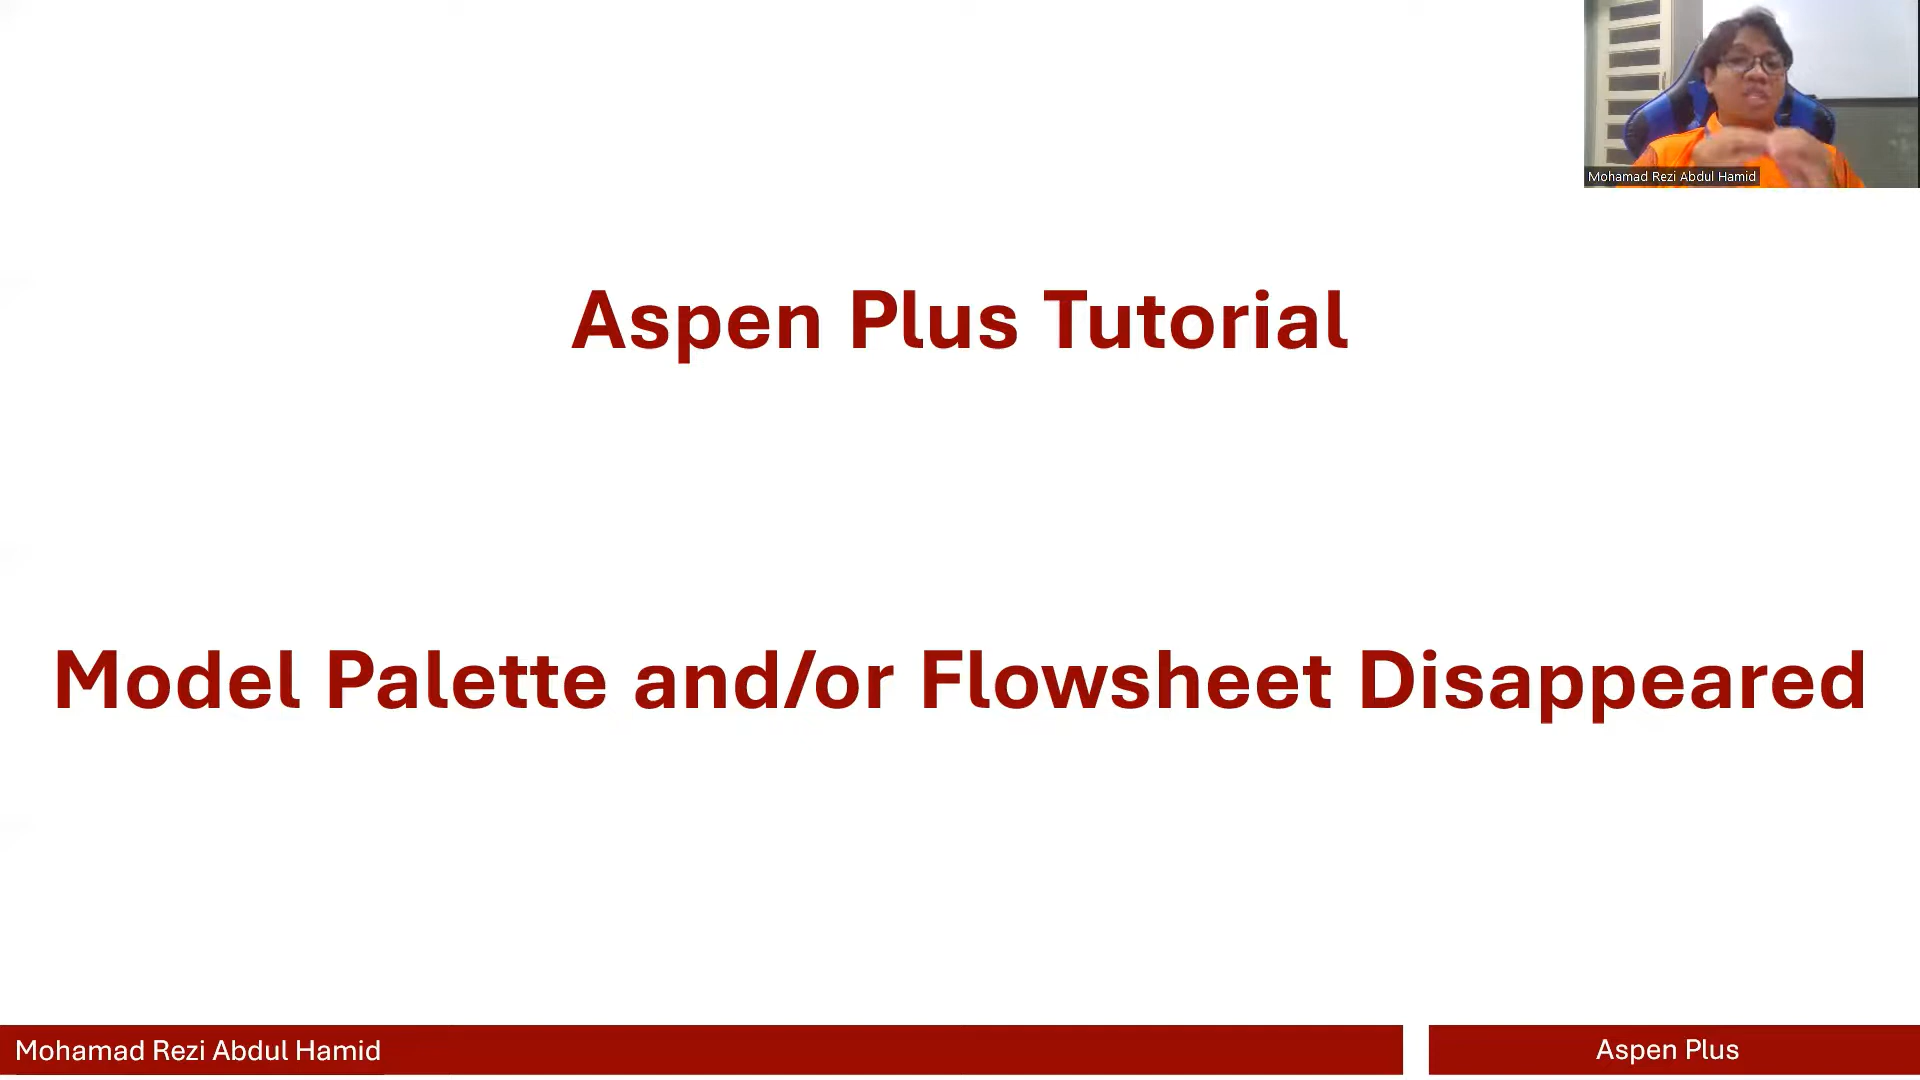 Mohamad Rezi Abdul Hamid
Aspen Plus Tutorial
Model Palette and/or Flowsheet Disappeared
Mohamad Rezi Abdul Hamid
Aspen Plus